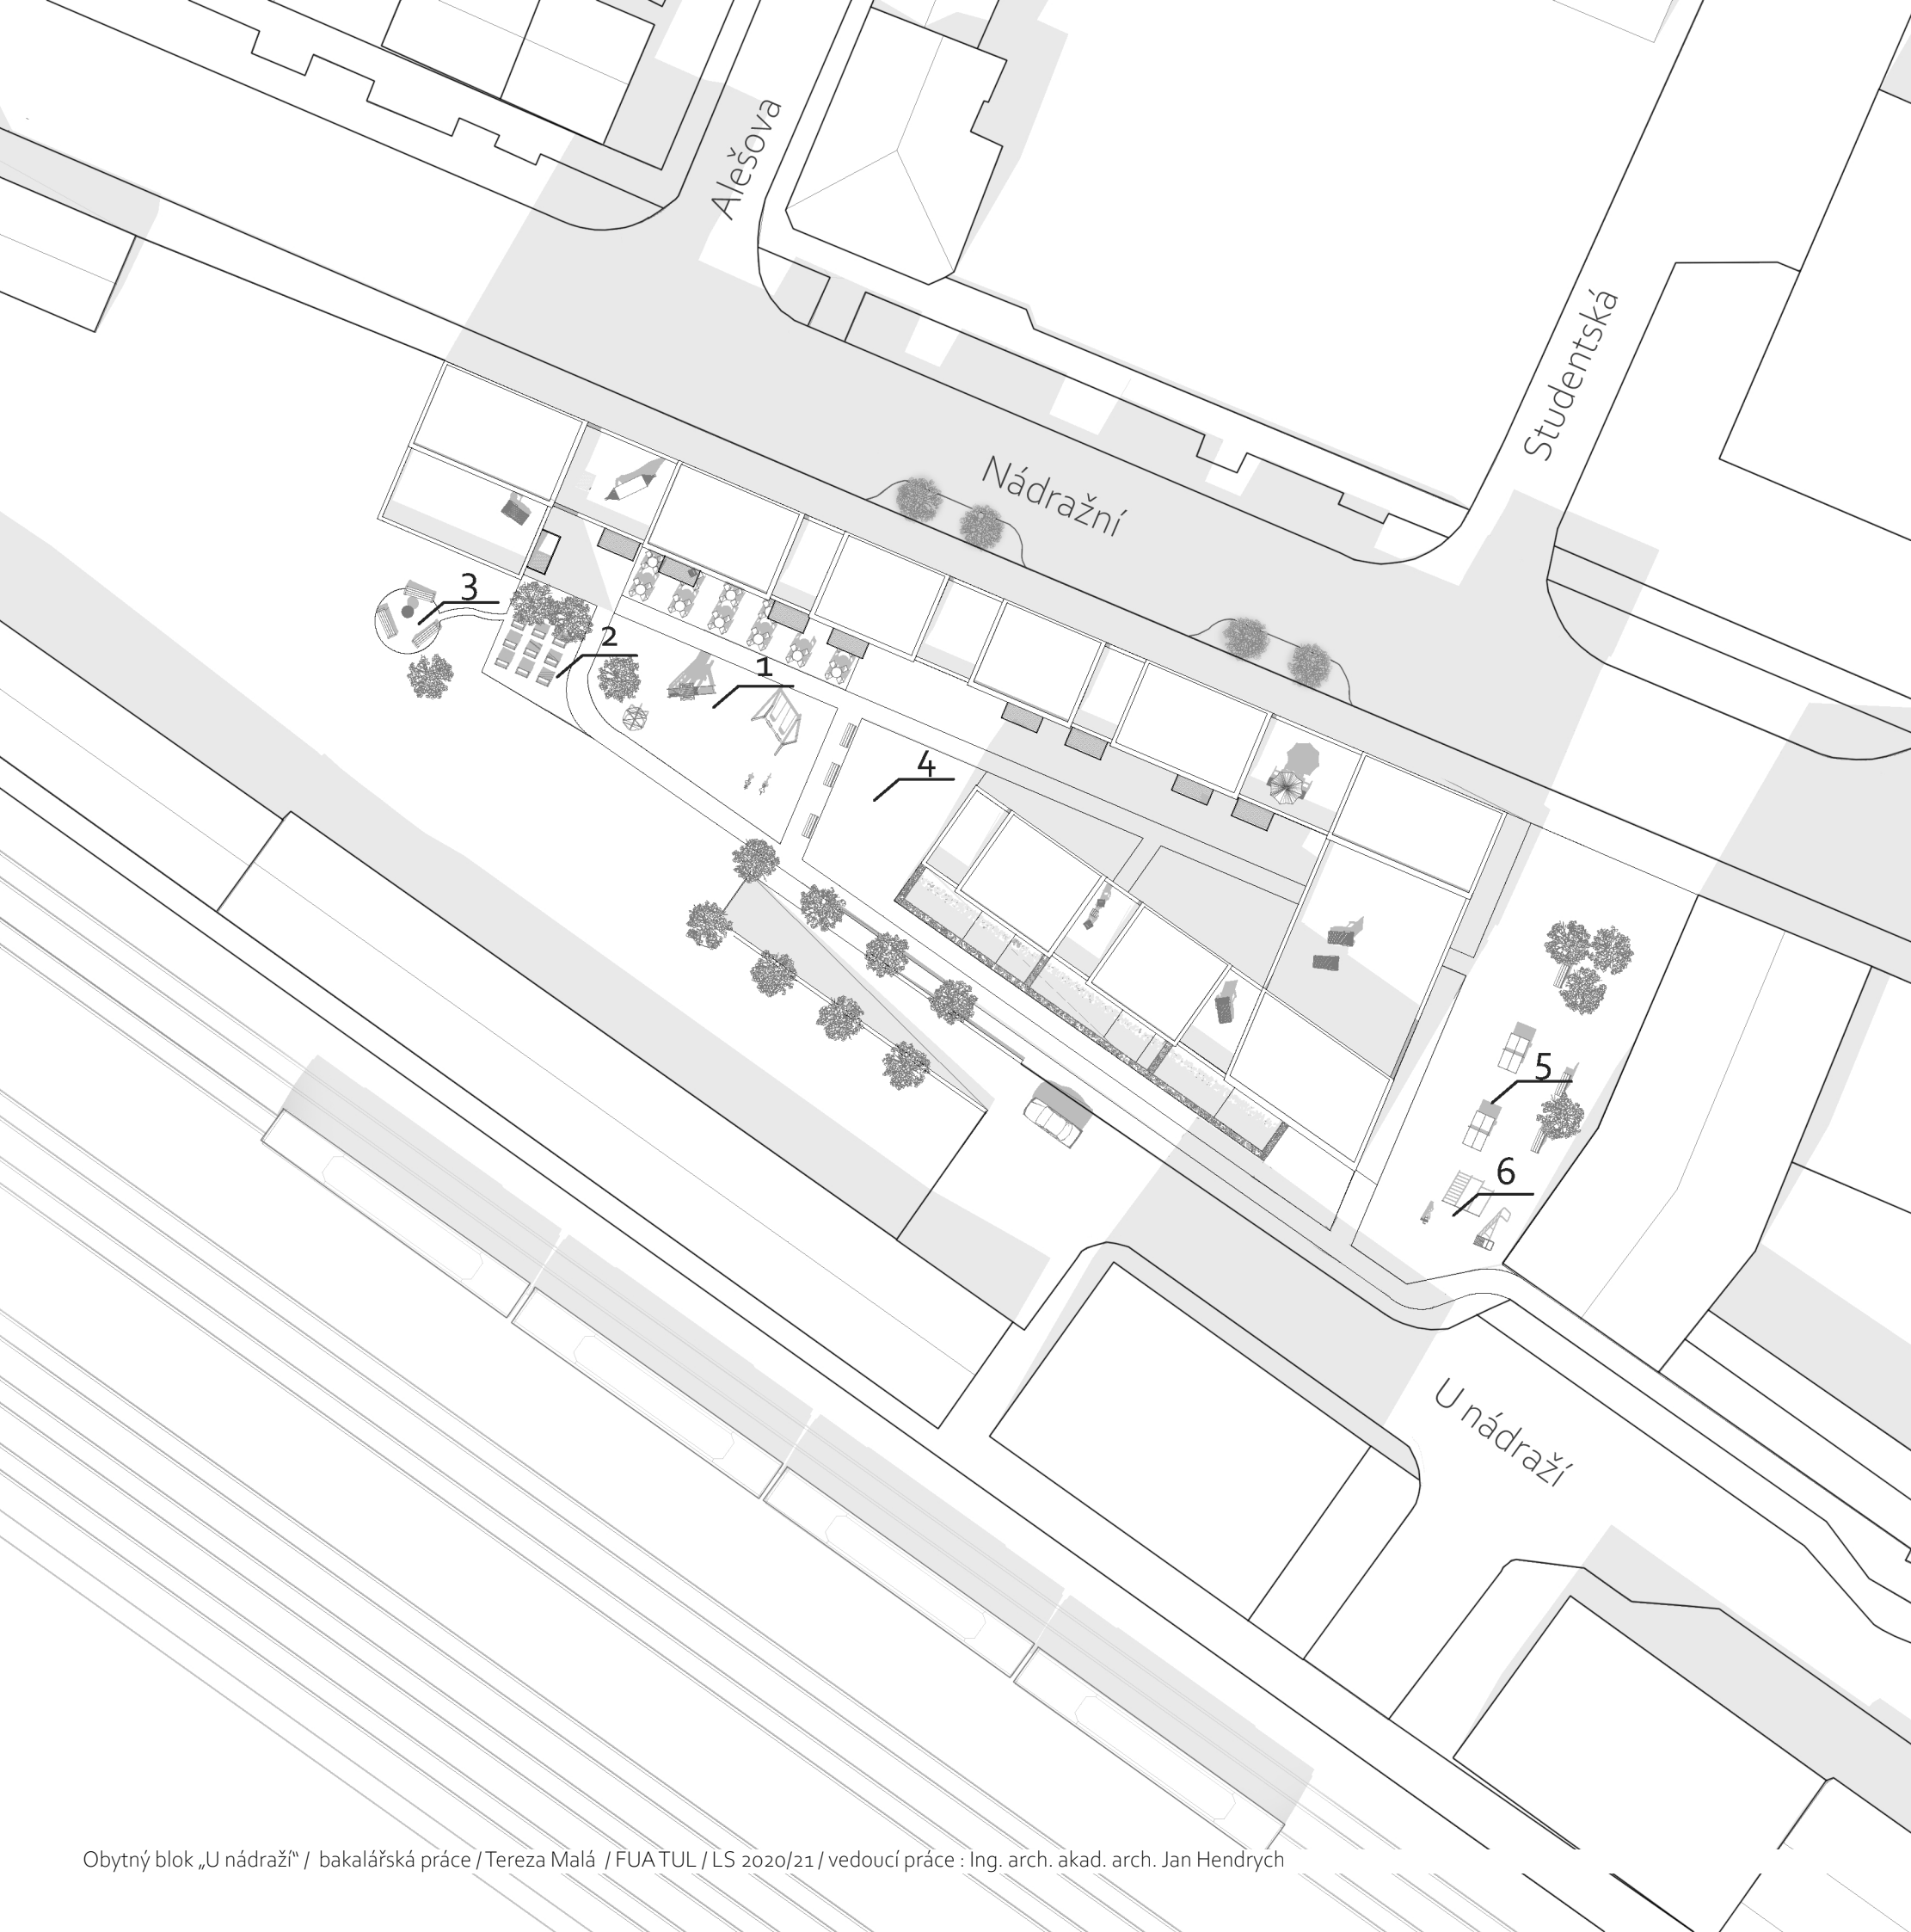 Alešova
Studentská
Nádražní
3
2
1
4
5
6
U nádraží
Obytný blok „U nádraží“ / bakalářská práce / Tereza Malá / FUA TUL / LS 2020/21 / vedoucí práce : Ing. arch. akad. arch. Jan Hendrych